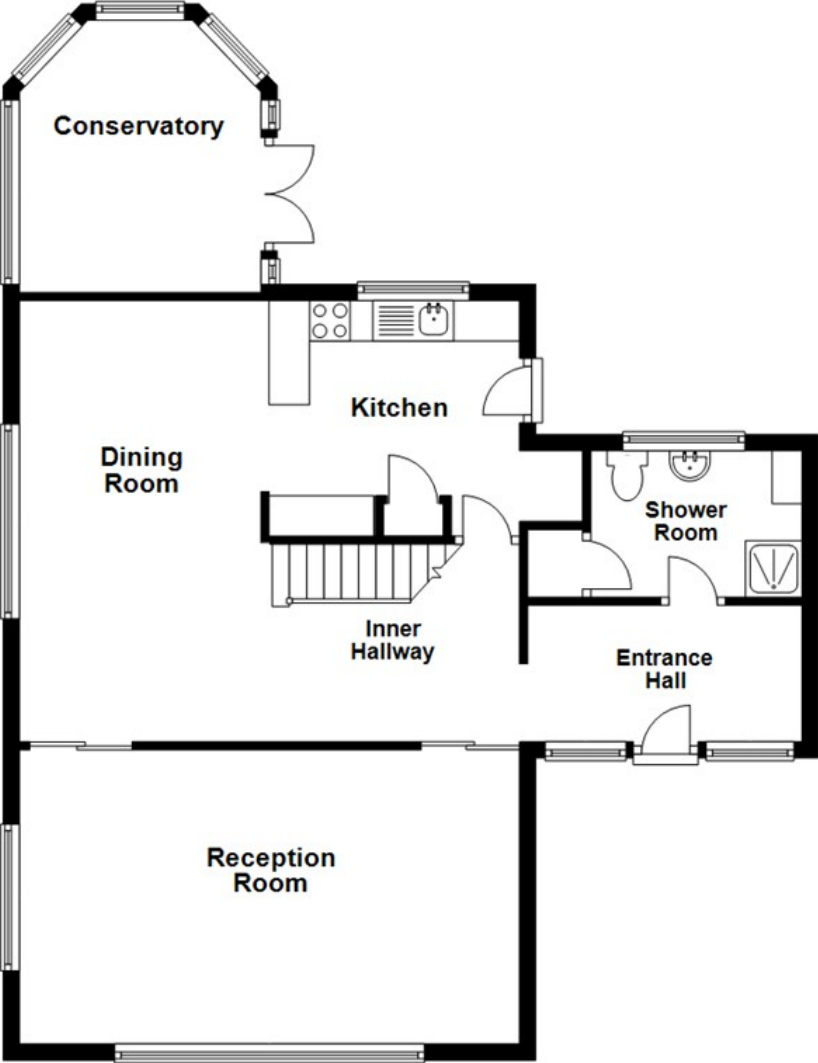 Conservatory
Kitchen
Dining
Room
Shower
Room
Inner
Hallway
Entrance
Hall
Reception
Room